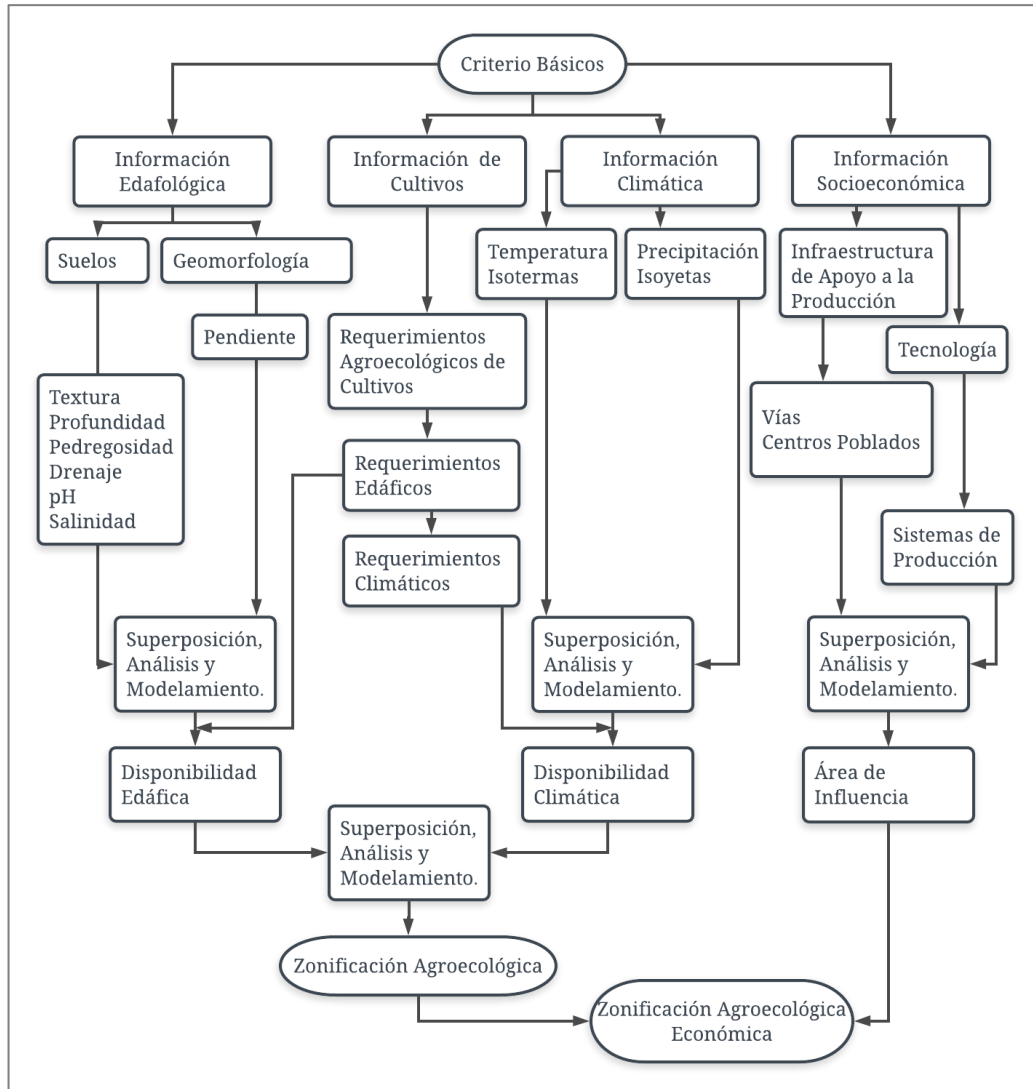 Criterio Básicos
Información
Edafológica
Información de
Cultivos
Información
Climática
Información
Socioeconómica
Suelos
Geomorfología
Temperatura
Isotermas
Precipitación
Isoyetas
Infraestructura
de Apoyo a la
Producción
Pendiente
Requerimientos
Agroecológicos de
Cultivos
Tecnología
Textura
Profundidad
Pedregosidad
Drenaje
pH
Salinidad
Vías
Centros Poblados
Requerimientos
Edáficos
Requerimientos
Climáticos
Sistemas de
Producción
Superposición,
Análisis y
Modelamiento.
Superposición,
Análisis y
Modelamiento.
Superposición,
Análisis y
Modelamiento.
Disponibilidad
Edáfica
Disponibilidad
Climática
Área de
Influencia
Superposición,
Análisis y
Modelamiento.
Zonificación Agroecológica
Zonificación Agroecológica
Económica